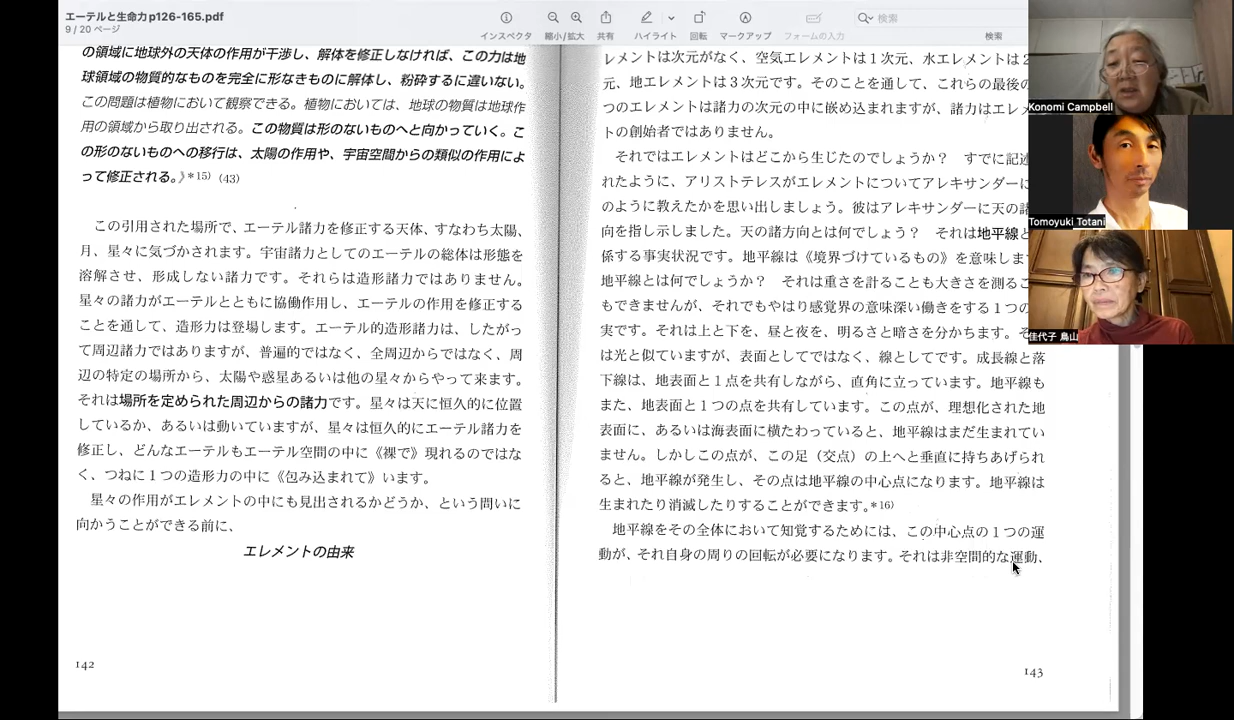 エーテルと生命力p126-165.pdf
9 / 20 ページ
インスペクタ
縮小/拡大
共有
ハイライト
回転
マークアップ
フォームの入力
検索
検索
の領域に地球外の天体の作用が干渉し、解体を修正しなければ、この力は地
球領域の物質的なものを完全に形なきものに解体し、粉砕するに違いない。
この問題は植物において観察できる。植物においては、地球の物質は地球作
用の領域から取り出される。この物質は形のないものへと向かっていく。こ
の形のないものへの移行は、太陽の作用や、宇宙空間からの類似の作用によ
って修正される。》*15)(43)
この引用された場所で、エーテル諸力を修正する天体、すなわち太陽、
月、星々に気づかされます。宇宙諸力としてのエーテルの総体は形態を
溶解させ、形成しない諸力です。それらは造形諸力ではありません。
星々の諸力がエーテルとともに協働作用し、エーテルの作用を修正する
ことを通して、造形力は登場します。エーテル的造形諸力は、したがっ
て周辺諸力ではありますが、普遍的ではなく、全周辺からではなく、周
辺の特定の場所から、太陽や惑星あるいは他の星々からやって来ます。
それは場所を定められた周辺からの諸力です。星々は天に恒久的に位置
しているか、あるいは動いていますが、星々は恒久的にエーテル諸力を
修正し、どんなエーテルもエーテル空間の中に《裸で》現れるのではな
く、つねに1つの造形力の中に《包み込まれて》います。
星々の作用がエレメントの中にも見出されるかどうか、という問いに
向かうことができる前に、
エレメントの由来
142
レメントは次元がなく、空気エレメントは1次元、水エレメントは2
元、地エレメントは3次元です。そのことを通して、これらの最後の
つのエレメントは諸力の次元の中に嵌め込まれますが、諸力はエレメ
トの創始者ではありません。
それではエレメントはどこから生じたのでしょうか? すでに記述
れたように、アリストテレスがエレメントについてアレキサンダーに
のように教えたかを思い出しましょう。彼はアレキサンダーに天の諸
向を指し示しました。天の諸方向とは何でしょう? それは地平線と
係する事実状況です。地平線は《境界づけているもの》を意味しま
地平線とは何でしょうか? それは重さを計ることも大きさを測るこ
もできませんが、それでもやはり感覚界の意味深い働きをする1つの
実です。それは上と下を、昼と夜を、明るさと暗さを分かちます。そ
は光と似ていますが、表面としてではなく、線としてです。成長線と落
下線は、地表面と1点を共有しながら、直角に立っています。地平線も
また、地表面と1つの点を共有しています。この点が、理想化された地
表面に、あるいは海表面に横たわっていると、地平線はまだ生まれてい
ません。しかしこの点が、この足(交点)の上へと垂直に持ちあげられ
ると、地平線が発生し、その点は地平線の中心点になります。地平線は
生まれたり消滅したりすることができます。*16)
地平線をその全体において知覚するためには、この中心点の1つの運
動が、それ自身の周りの回転が必要になります。それは非空間的な運動、
143
Konomi Campbell
Tomoyuki Totani
佳代子 鳥山